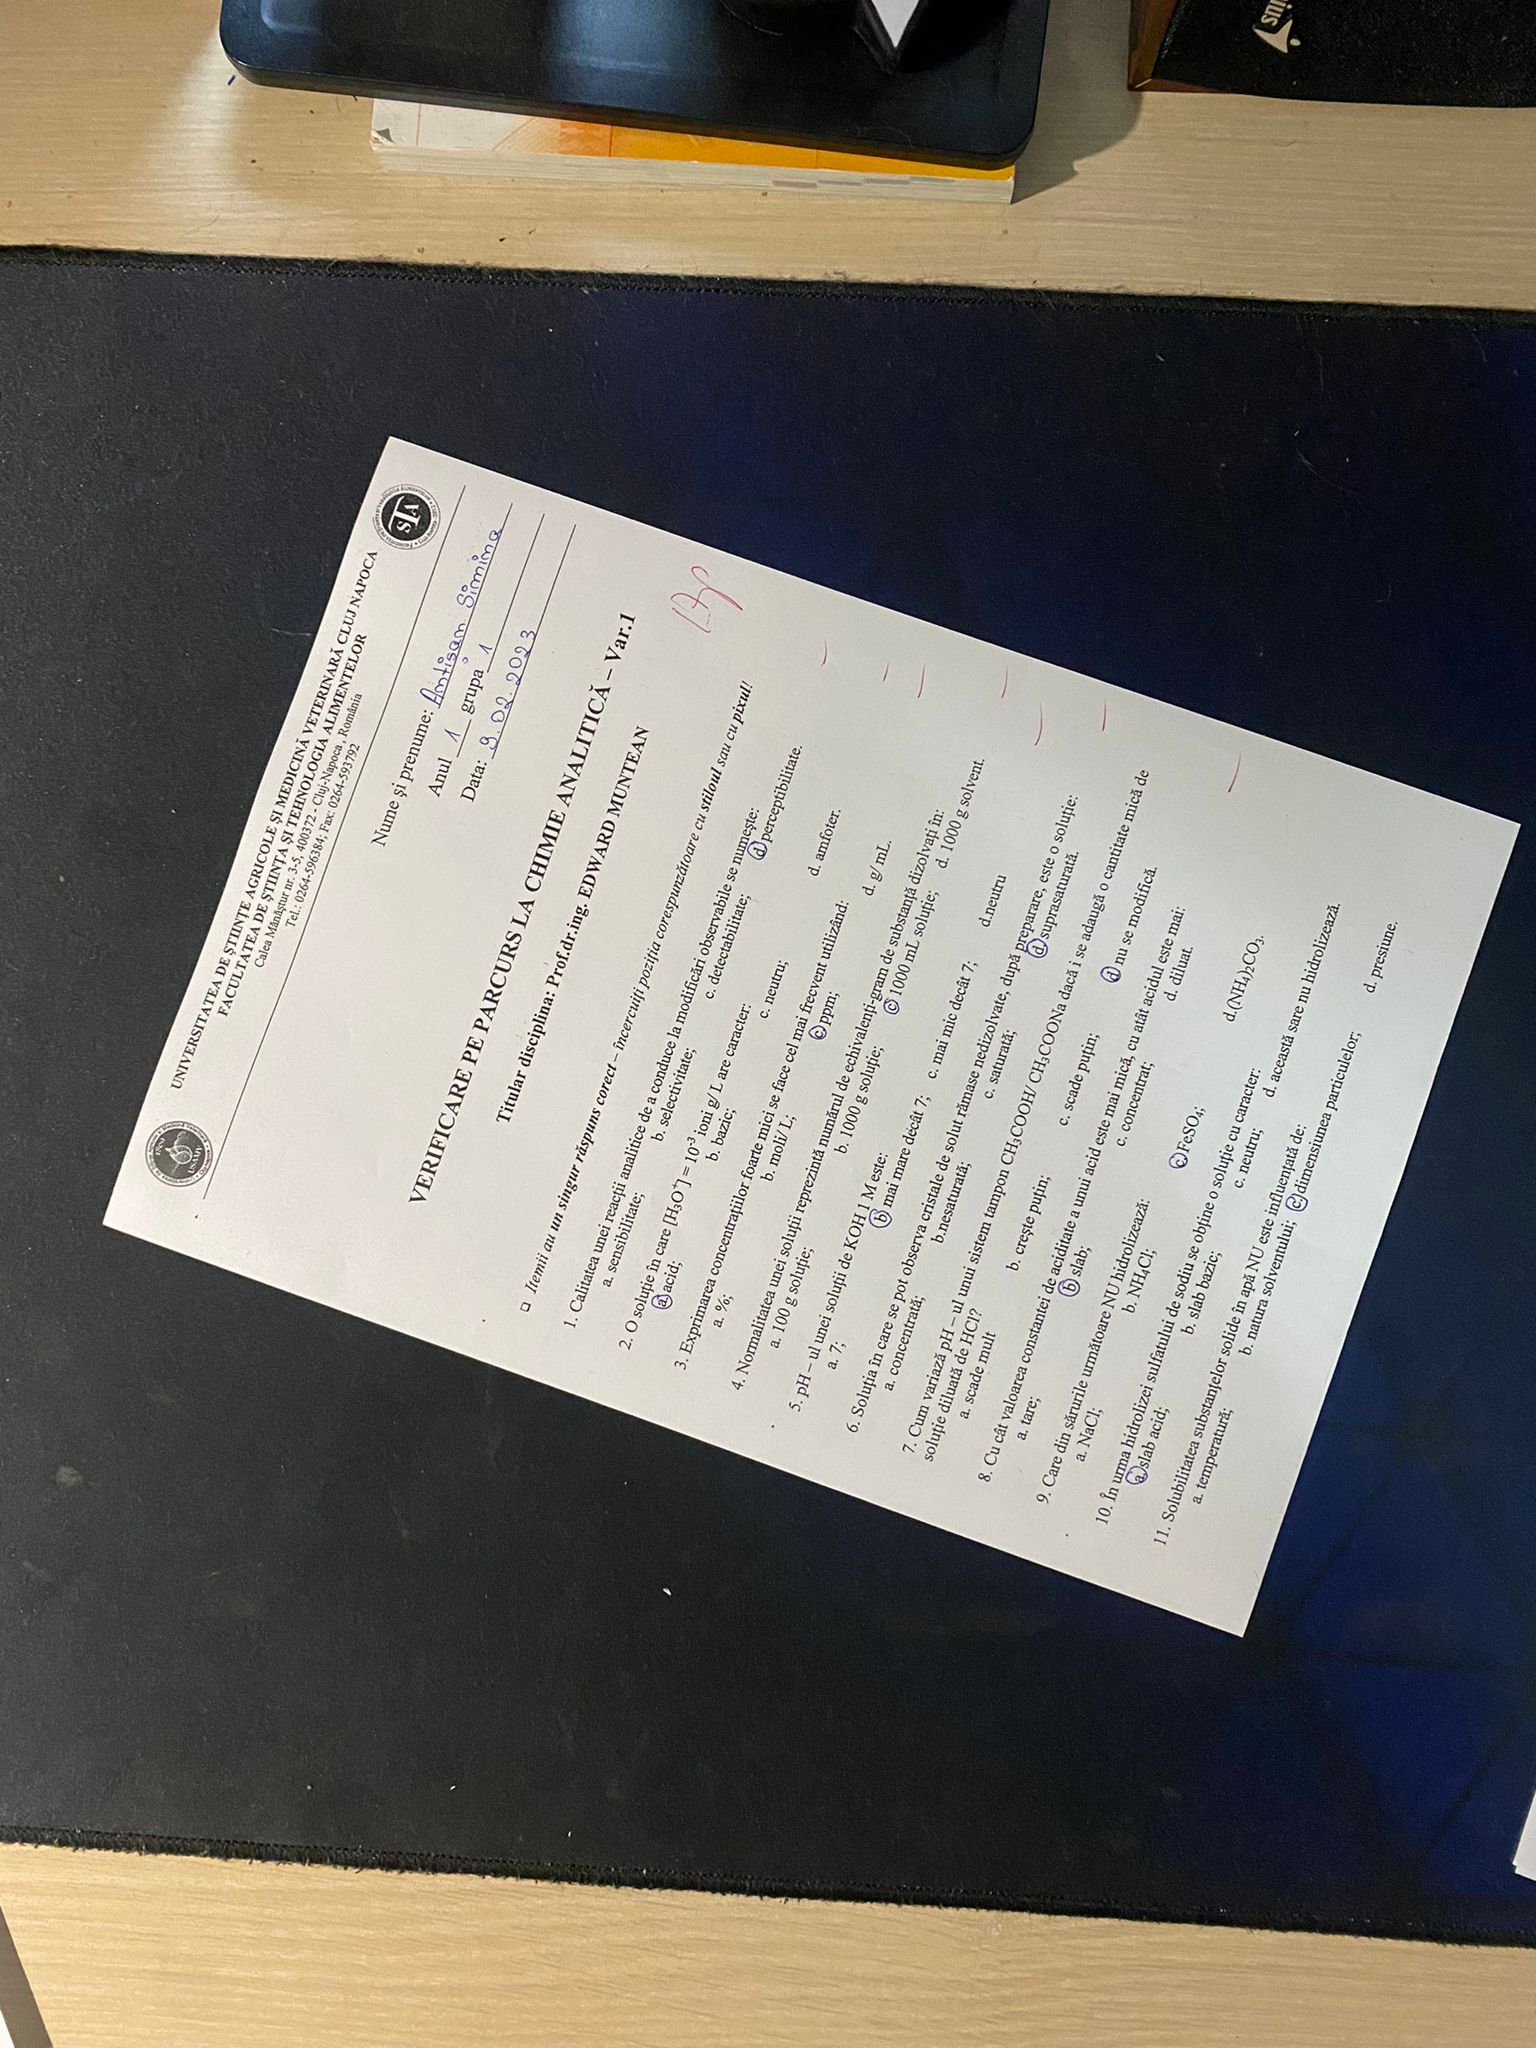 UNIVERSITATEA DE ȘTIINȚE AGRICOLE ȘI MEDICINĂ VETERINARĂ CLUJ NAPOCA
FACULTATEA DE ȘTIINȚA ȘI TEHNOLOGIA ALIMENTELOR
Calea Mănăștur nr. 3-5, 400372 - Cluj-Napoca, România
Tel.: 0264-596384; Fax: 0264-593792
Nume și prenume: Antișan Simina
Anul 1 grupa 1
Data: 9.02.2023
VERIFICARE PE PARCURS LA CHIMIE ANALITICĂ – Var.1
Titular disciplina: Prof.dr.ing. EDWARD MUNTEAN
Itemii au un singur răspuns corect – încercuiți poziția corespunzătoare cu stiloul sau cu pixul!
1. Calitatea unei reacții analitice de a conduce la modificări observabile se numește:
a. sensibilitate; b. selectivitate; c. detectabilitate; d perceptibilitate.
2. O soluție în care [H₃O⁺] = 10⁻³ ioni g/ L are caracter:
a. acid; b. bazic; c. neutru; d. amfoter.
3. Exprimarea concentrațiilor foarte mici se face cel mai frecvent utilizând:
a. %; b. moli/ L; c ppm; d. g/ mL.
4. Normalitatea unei soluții reprezintă numărul de echivalenți-gram de substanță dizolvați în:
a. 100 g soluție; b. 1000 g soluție; c 1000 mL soluție; d. 1000 g solvent.
5. pH – ul unei soluții de KOH 1 M este:
a. 7; b mai mare decât 7; c. mai mic decât 7; d.neutru
6. Soluția în care se pot observa cristale de solut rămase nedizolvate, după preparare, este o soluție:
a. concentrată; b.nesaturată; c. saturată; d suprasaturată.
7. Cum variază pH – ul unui sistem tampon CH₃COOH/ CH₃COONa dacă i se adaugă o cantitate mică de
soluție diluată de HCl?
a. scade mult b. crește puțin; c. scade puțin; d nu se modifică.
8. Cu cât valoarea constantei de aciditate a unui acid este mai mică, cu atât acidul este mai:
a. tare; b slab; c. concentrat; d. diluat.
9. Care din sărurile următoare NU hidrolizează:
a. NaCl; b. NH₄Cl; c FeSO₄; d.(NH₄)₂CO₃.
10. În urma hidrolizei sulfatului de sodiu se obține o soluție cu caracter:
a slab acid; b. slab bazic; c. neutru; d. această sare nu hidrolizează.
11. Solubilitatea substanțelor solide în apă NU este influențată de:
a. temperatură; b. natura solventului; c dimensiunea particulelor; d. presiune.